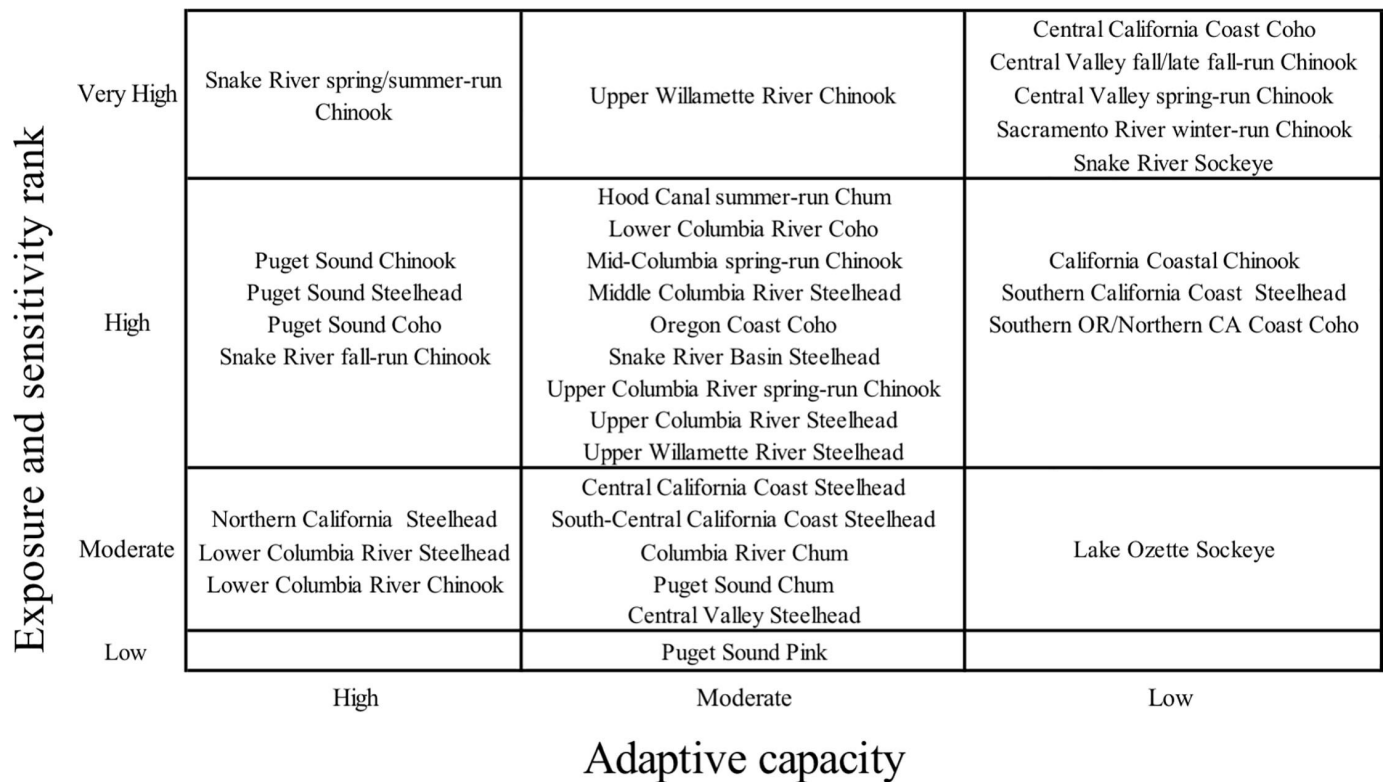 Exposure and sensitivity rank
Very High
Snake River spring/summer-run
Chinook
Upper Willamette River Chinook
Central California Coast Coho
Central Valley fall/late fall-run Chinook
Central Valley spring-run Chinook
Sacramento River winter-run Chinook
Snake River Sockeye
High
Puget Sound Chinook
Puget Sound Steelhead
Puget Sound Coho
Snake River fall-run Chinook
Hood Canal summer-run Chum
Lower Columbia River Coho
Mid-Columbia spring-run Chinook
Middle Columbia River Steelhead
Oregon Coast Coho
Snake River Basin Steelhead
Upper Columbia River spring-run Chinook
Upper Columbia River Steelhead
Upper Willamette River Steelhead
California Coastal Chinook
Southern California Coast Steelhead
Southern OR/Northern CA Coast Coho
Moderate
Northern California Steelhead
Lower Columbia River Steelhead
Lower Columbia River Chinook
Central California Coast Steelhead
South-Central California Coast Steelhead
Columbia River Chum
Puget Sound Chum
Central Valley Steelhead
Lake Ozette Sockeye
Low
Puget Sound Pink
High
Moderate
Low
Adaptive capacity